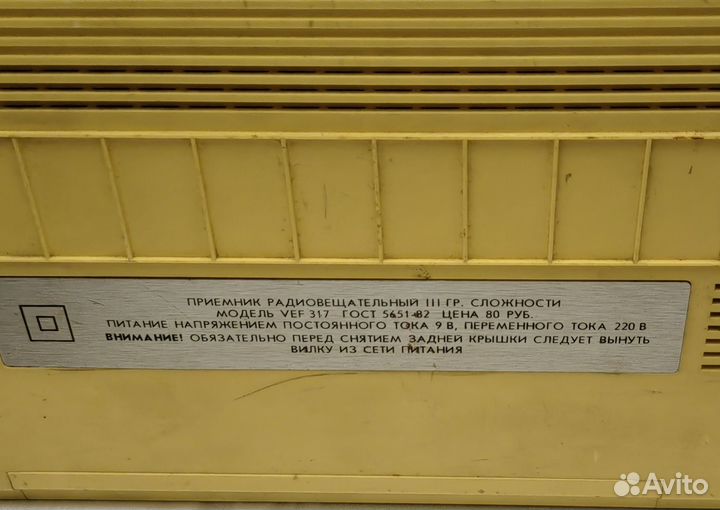 ПРИЕМНИК РАДИОВЕЩАТЕЛЬНЫЙ III ГР. СЛОЖНОСТИ
МОДЕЛЬ VEF 317 ГОСТ 5651-82 ЦЕНА 80 РУБ.
ПИТАНИЕ НАПРЯЖЕНИЕМ ПОСТОЯННОГО ТОКА 9 В, ПЕРЕМЕННОГО ТОКА 220 В
ВНИМАНИЕ! ОБЯЗАТЕЛЬНО ПЕРЕД СНЯТИЕМ ЗАДНЕЙ КРЫШКИ СЛЕДУЕТ ВЫНУТЬ
ВИЛКУ ИЗ СЕТИ ПИТАНИЯ
Avito